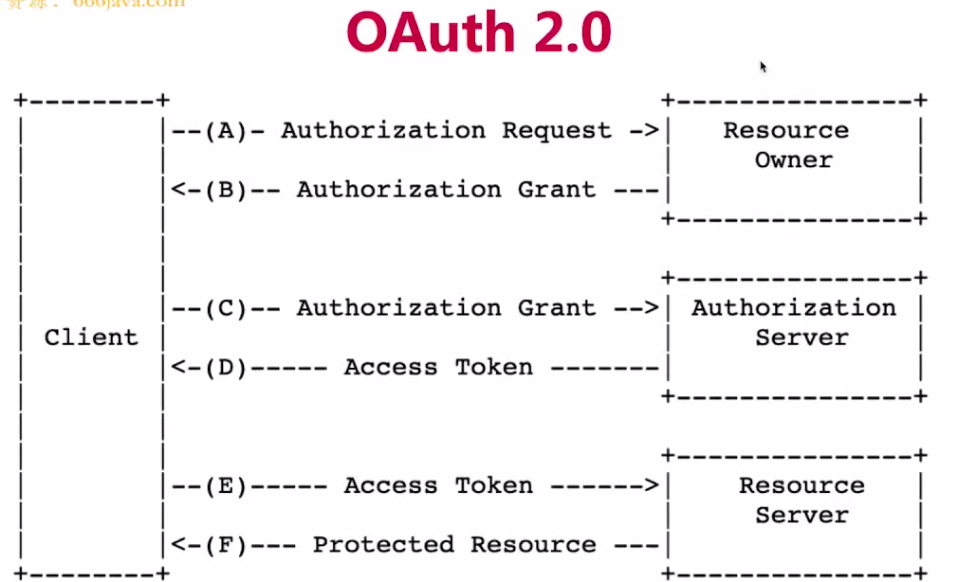 资源：666java.com
OAuth 2.0
+--------+                               +---------------+
|        |--(A)- Authorization Request ->|   Resource    |
|        |                               |     Owner     |
|        |<-(B)-- Authorization Grant ---|               |
|        |                               +---------------+
|        |
|        |                               +---------------+
|        |--(C)-- Authorization Grant -->| Authorization |
| Client |                               |     Server    |
|        |<-(D)----- Access Token -------|               |
|        |                               +---------------+
|        |
|        |                               +---------------+
|        |--(E)----- Access Token ------>|    Resource   |
|        |                               |     Server    |
|        |<-(F)--- Protected Resource ---|               |
+--------+                               +---------------+